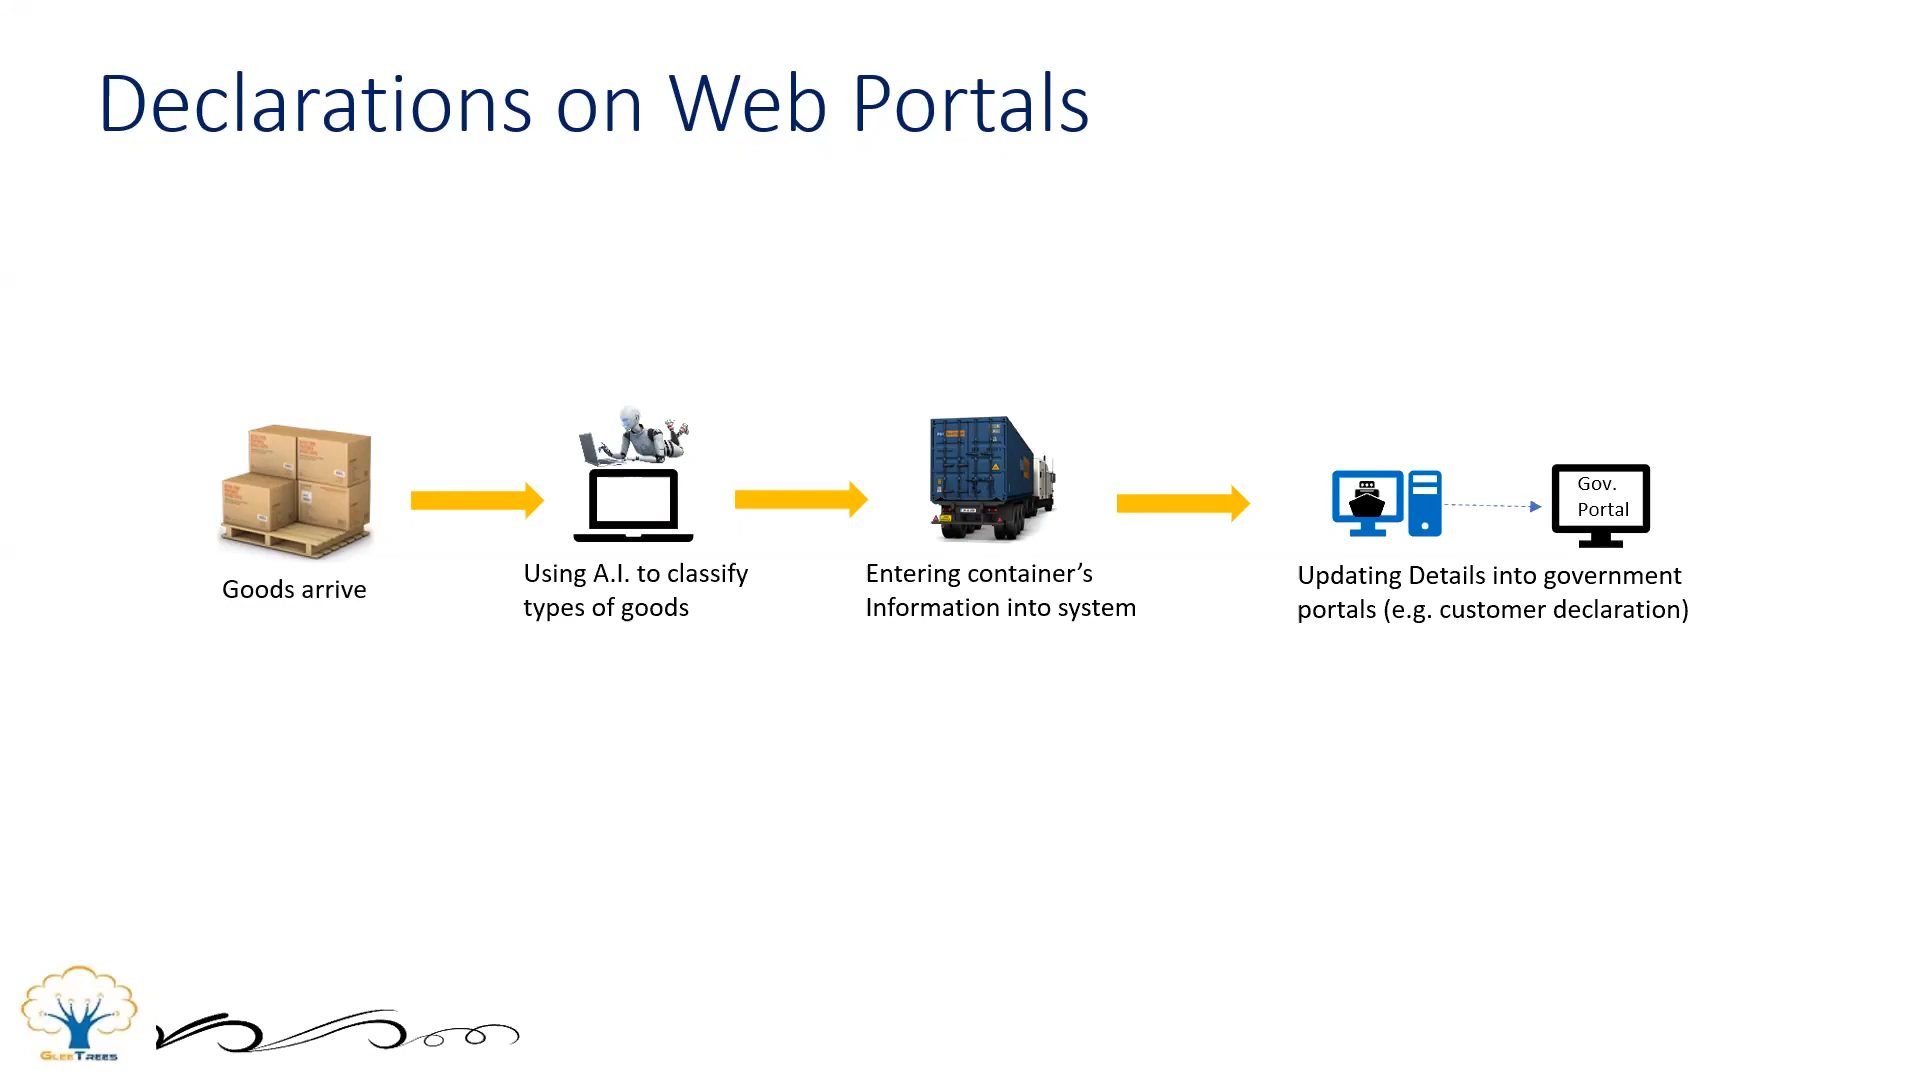 Declarations on Web Portals
Gov.
Portal
Goods arrive
Using A.I. to classify
types of goods
Entering container’s
Information into system
Updating Details into government
portals (e.g. customer declaration)
GLEETREES